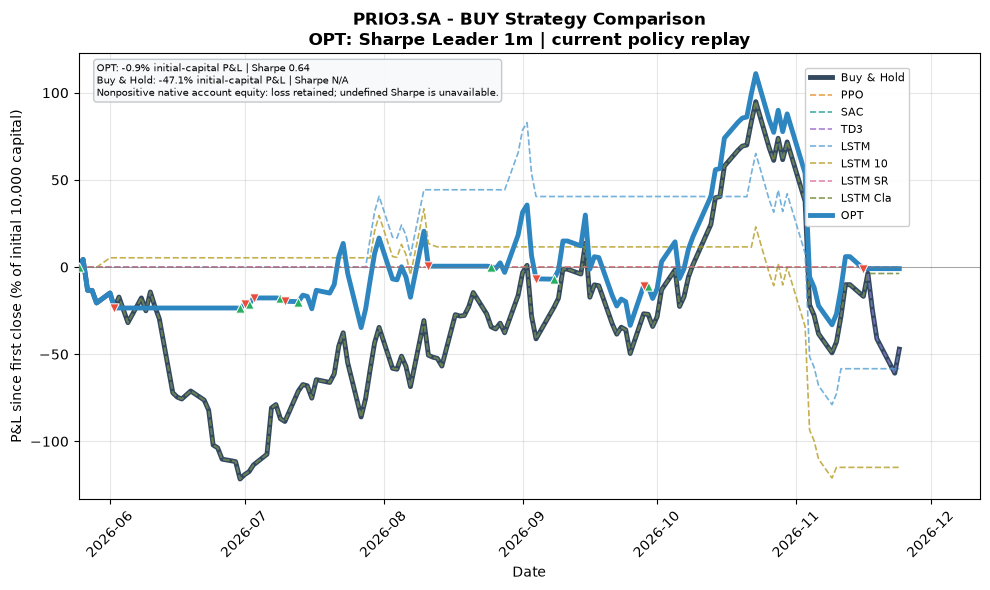 PRIO3.SA - BUY Strategy Comparison
OPT: Sharpe Leader 1m | current policy replay
OPT: -0.9% initial-capital P&L | Sharpe 0.64
Buy & Hold: -47.1% initial-capital P&L | Sharpe N/A
Nonpositive native account equity: loss retained; undefined Sharpe is unavailable.
Buy & Hold
PPO
SAC
TD3
LSTM
LSTM 10
LSTM SR
LSTM Cla
OPT
P&L since first close (% of initial 10,000 capital)
100
50
0
−50
−100
2026-06
2026-07
2026-08
2026-09
2026-10
2026-11
2026-12
Date